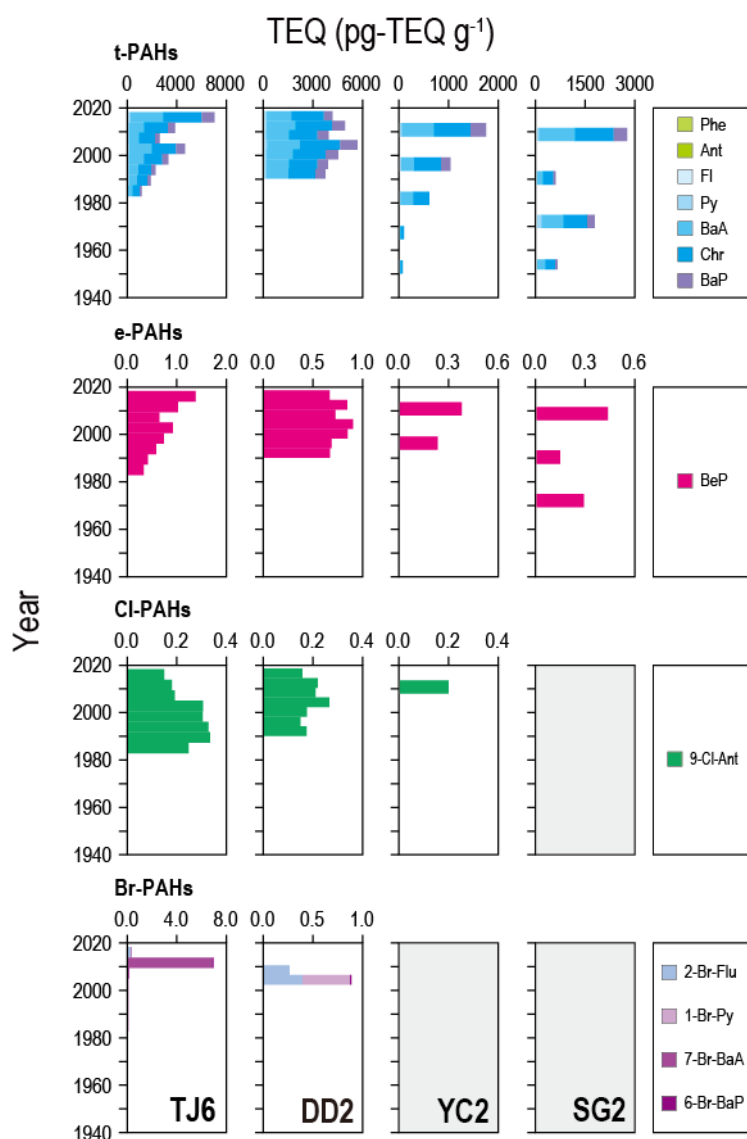 TEQ (pg-TEQ g⁻¹)
t-PAHs
0 4000 8000
0 3000 6000
0 1000 2000
0 1500 3000
2020
2000
1980
1960
1940
Phe
Ant
Fl
Py
BaA
Chr
BaP
e-PAHs
0.0 1.0 2.0
0.0 0.5 1.0
0.0 0.3 0.6
0.0 0.3 0.6
2020
2000
1980
1960
1940
BeP
Year
Cl-PAHs
0.0 0.2 0.4
0.0 0.2 0.4
0.0 0.2 0.4
2020
2000
1980
1960
1940
9-Cl-Ant
Br-PAHs
0.0 4.0 8.0
0.0 0.5 1.0
2020
2000
1980
1960
1940
TJ6
DD2
YC2
SG2
2-Br-Flu
1-Br-Py
7-Br-BaA
6-Br-BaP